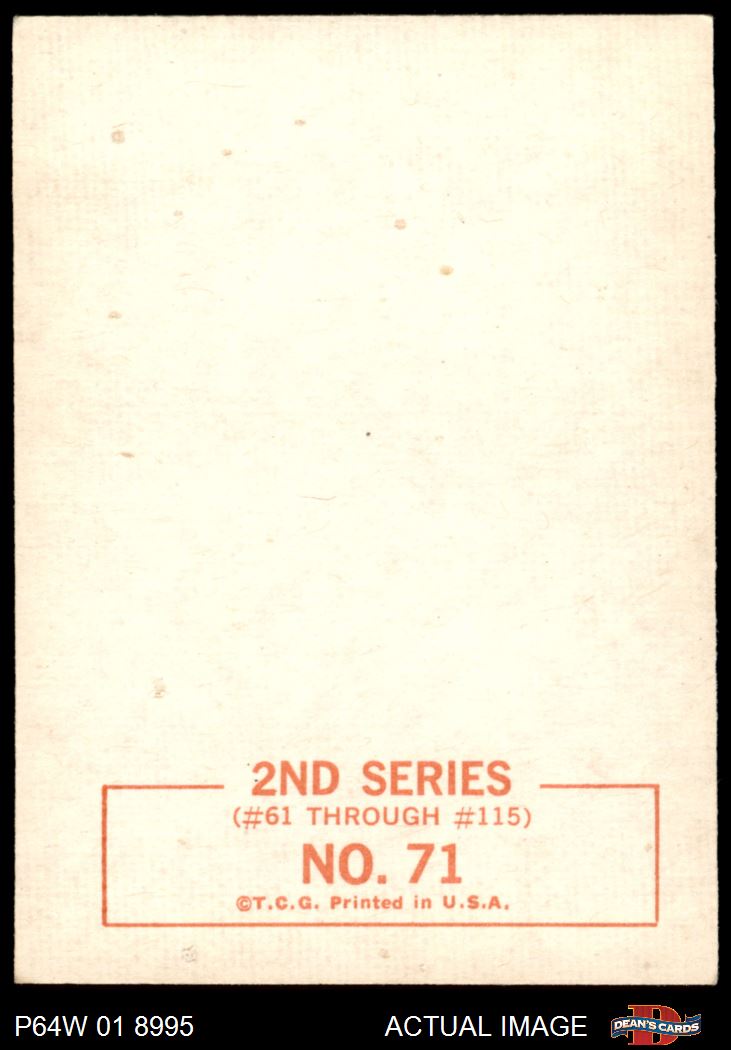 2ND SERIES
(#61 THROUGH #115)
NO. 71
©T.C.G. Printed in U.S.A.
P64W 01 8995
ACTUAL IMAGE
D
DEAN'S CARDS